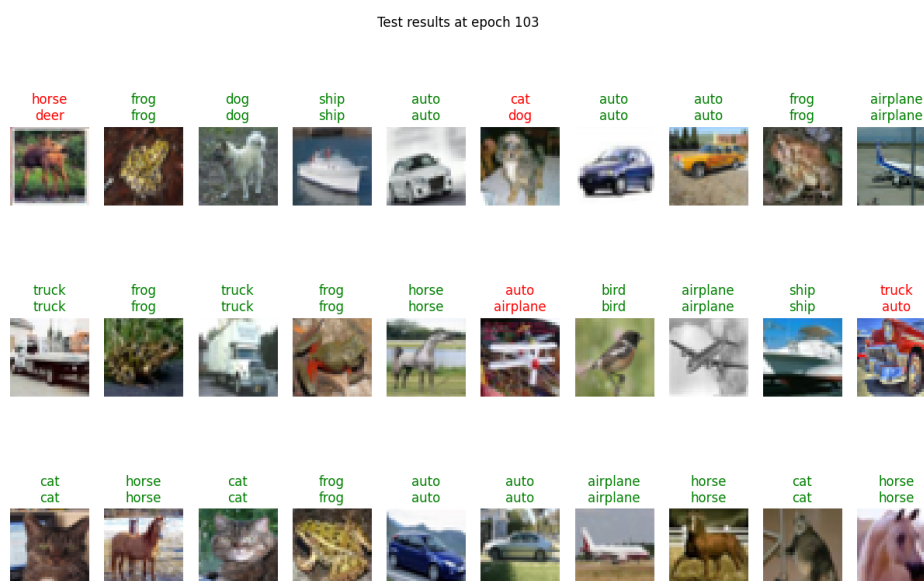 Test results at epoch 103
horse frog dog ship auto cat auto auto frog airplane
deer frog dog ship auto dog auto auto frog airplane
truck frog truck frog horse auto bird airplane ship truck
truck frog truck frog horse airplane bird airplane ship auto
cat horse cat frog auto auto airplane horse cat horse
cat horse cat frog auto auto airplane horse cat horse